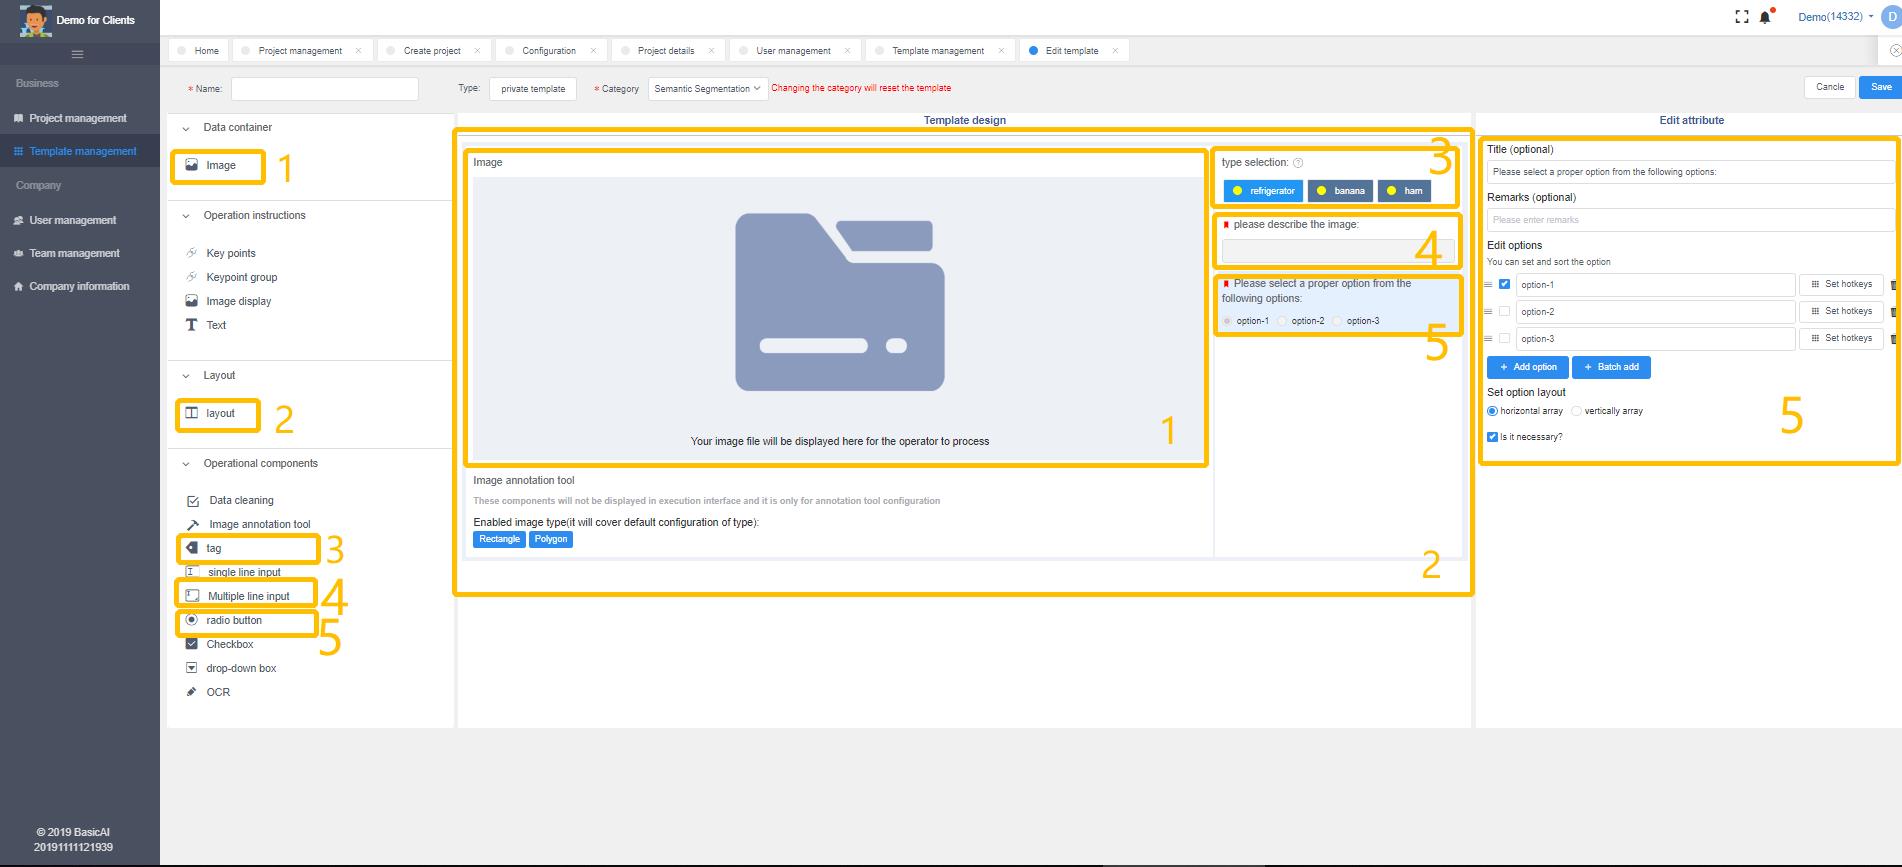 Demo for Clients
Demo(14332)
D
Business
Project management
Template management
Company
User management
Team management
Company information
© 2019 BasicAI
20191111121939
Home
Project management
Create project
Configuration
Project details
User management
Template management
Edit template
* Name:
Type:
private template
* Category
Semantic Segmentation
Changing the category will reset the template
Cancle
Save
Data container
Image
1
Operation instructions
Key points
Keypoint group
Image display
Text
Layout
layout
2
Operational components
Data cleaning
Image annotation tool
tag
3
single line input
Multiple line input
4
radio button
5
Checkbox
drop-down box
OCR
Template design
Image
Your image file will be displayed here for the operator to process
1
Image annotation tool
These components will not be displayed in execution interface and it is only for annotation tool configuration
Enabled image type(it will cover default configuration of type):
Rectangle
Polygon
type selection:
3
refrigerator
banana
ham
please describe the image:
4
Please select a proper option from the
following options:
option-1
option-2
option-3
5
2
Edit attribute
Title (optional)
Please select a proper option from the following options:
Remarks (optional)
Please enter remarks
Edit options
You can set and sort the option
option-1
Set hotkeys
option-2
Set hotkeys
option-3
Set hotkeys
+ Add option
+ Batch add
Set option layout
horizontal array
vertically array
5
Is it necessary?